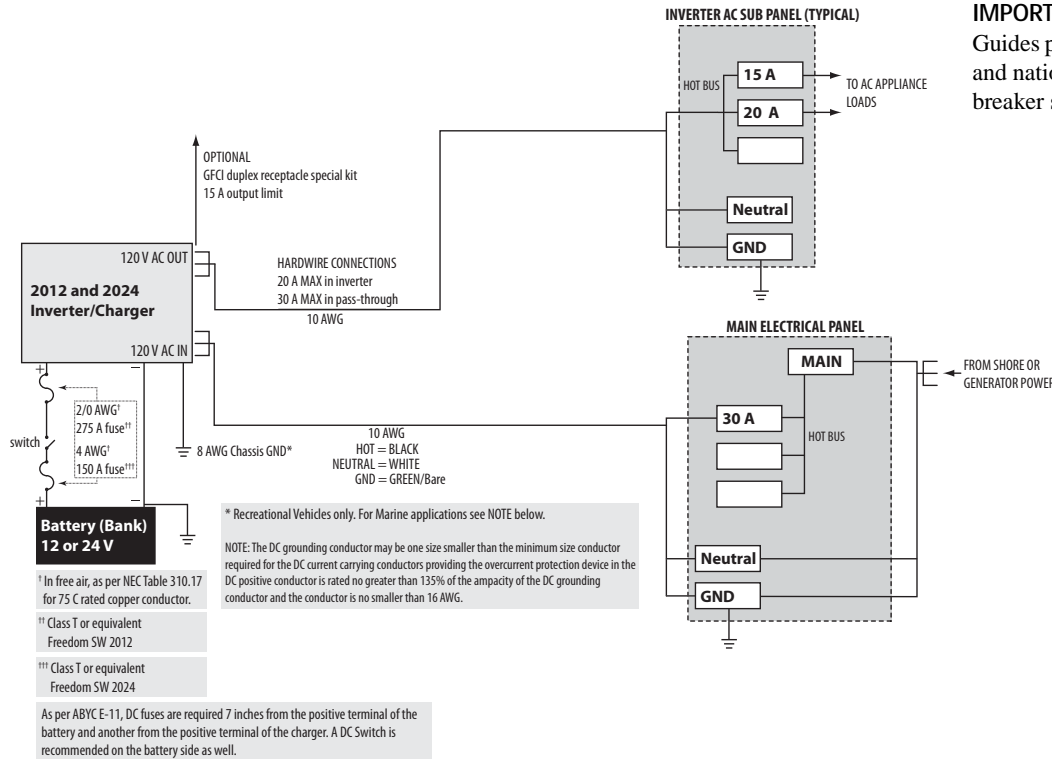 INVERTER AC SUB PANEL (TYPICAL)
HOT BUS
15 A
20 A
TO AC APPLIANCE
LOADS
Neutral
GND
OPTIONAL
GFCI duplex receptacle special kit
15 A output limit
120 V AC OUT
2012 and 2024
Inverter/Charger
120 V AC IN
HARDWIRE CONNECTIONS
20 A MAX in inverter
30 A MAX in pass-through
10 AWG
MAIN ELECTRICAL PANEL
MAIN
FROM SHORE OR
GENERATOR POWER
30 A
HOT BUS
Neutral
GND
10 AWG
HOT = BLACK
NEUTRAL = WHITE
GND = GREEN/Bare
+
–
2/0 AWG†
275 A fuse††
switch
4 AWG†
150 A fuse†††
8 AWG Chassis GND*
+
–
Battery (Bank)
12 or 24 V
* Recreational Vehicles only. For Marine applications see NOTE below.
NOTE: The DC grounding conductor may be one size smaller than the minimum size conductor
required for the DC current carrying conductors providing the overcurrent protection device in the
DC positive conductor is rated no greater than 135% of the ampacity of the DC grounding
conductor and the conductor is no smaller than 16 AWG.
† In free air, as per NEC Table 310.17
for 75 C rated copper conductor.
†† Class T or equivalent
Freedom SW 2012
††† Class T or equivalent
Freedom SW 2024
As per ABYC E-11, DC fuses are required 7 inches from the positive terminal of the
battery and another from the positive terminal of the charger. A DC Switch is
recommended on the battery side as well.
Guides
and
breaker